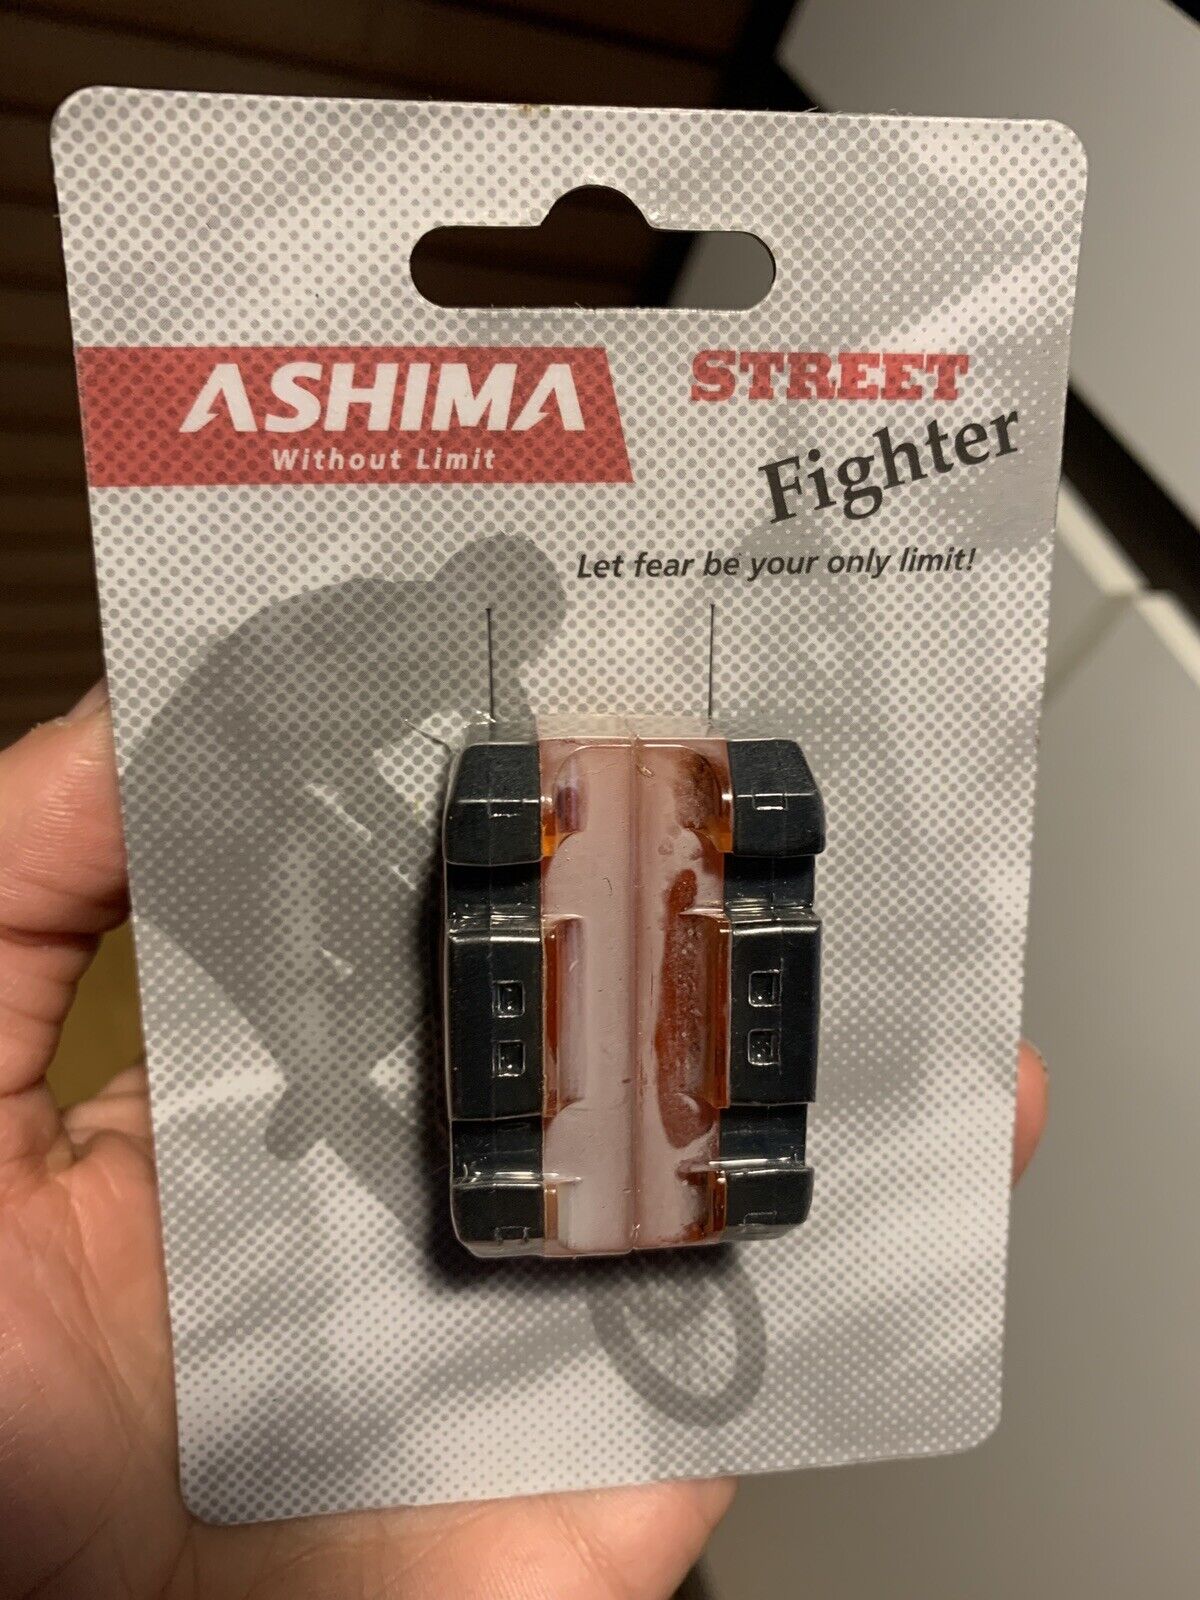 ASHIMA
Without Limit
STREET
Fighter
Let fear be your only limit!